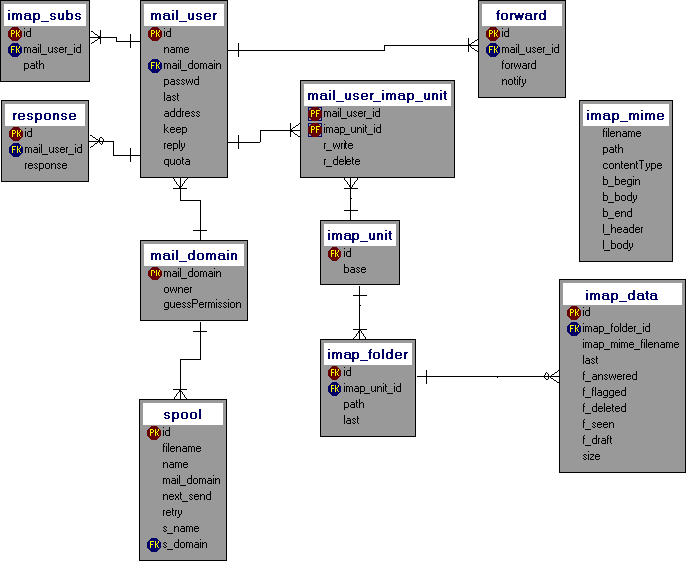 imap_subs
PK id
FK mail_user_id
path
mail_user
PK id
name
FK mail_domain
passwd
last
address
keep
reply
quota
forward
PK id
FK mail_user_id
forward
notify
response
PK id
FK mail_user_id
response
mail_user_imap_unit
PF mail_user_id
PF imap_unit_id
r_write
r_delete
imap_mime
filename
path
contentType
b_begin
b_body
b_end
l_header
l_body
mail_domain
PK mail_domain
owner
guessPermission
imap_unit
FK id
base
imap_data
PK id
FK imap_folder_id
imap_mime_filename
last
f_answered
f_flagged
f_deleted
f_seen
f_draft
size
imap_folder
FK id
FK imap_unit_id
path
last
spool
PK id
filename
name
mail_domain
next_send
retry
s_name
FK s_domain